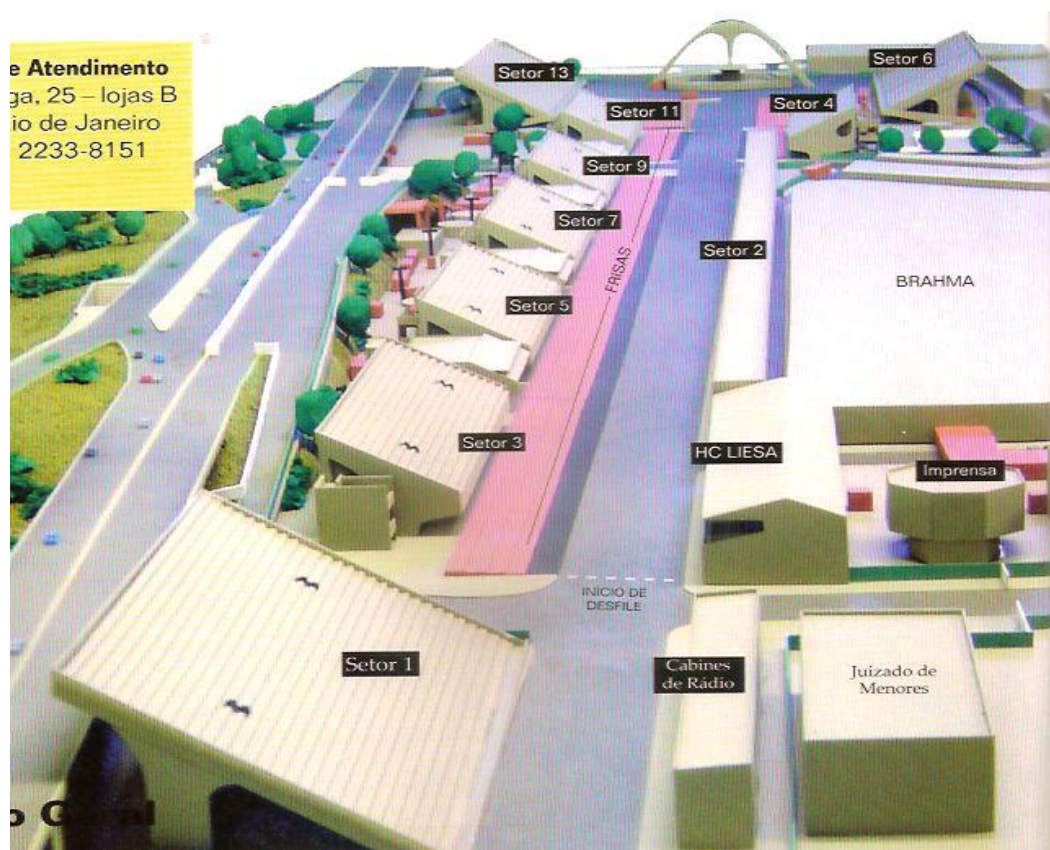 e Atendimento
ga, 25 – lojas B
io de Janeiro
2233-8151
Setor 13
Setor 6
Setor 11
Setor 4
Setor 9
Setor 7
Setor 2
FRISAS
BRAHMA
Setor 5
Setor 3
HC LIESA
Imprensa
INICIO DE
DESFILE
Setor 1
Cabines
de Rádio
Juizado de
Menores
o Geral